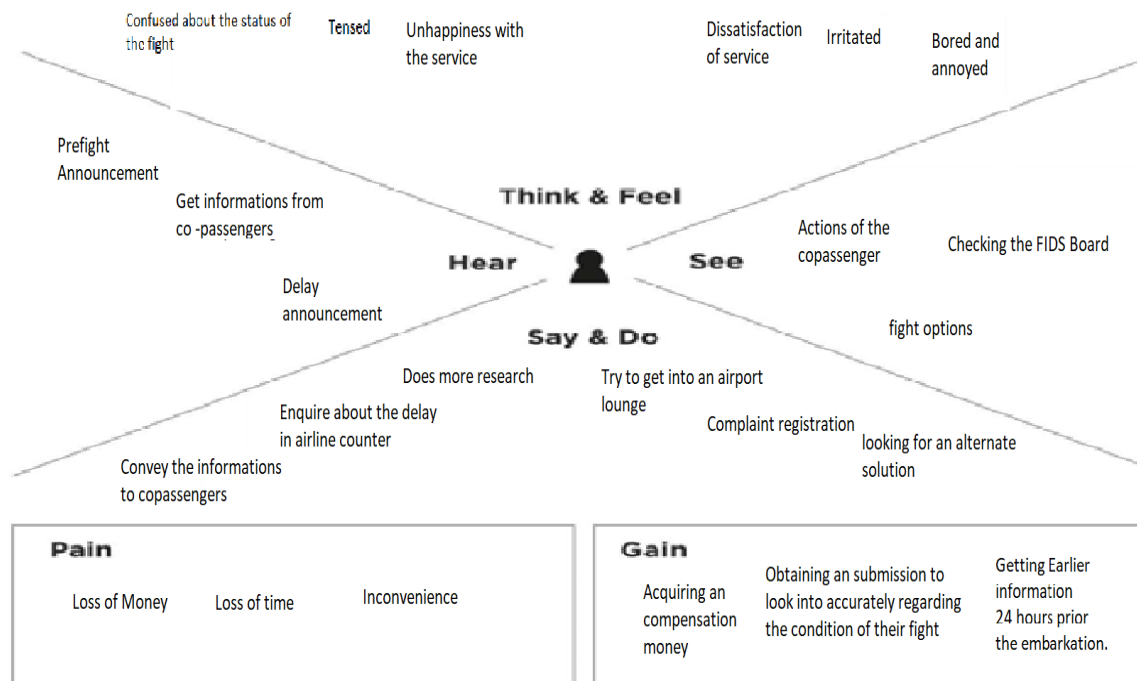 Confused about the status of
the fight
Tensed
Unhappiness with
the service
Dissatisfaction
of service
Irritated
Bored and
annoyed
Think & Feel
Prefight
Announcement
Get informations from
co -passengers
Hear
Delay
announcement
See
Actions of the
copassenger
Checking the FIDS Board
fight options
Say & Do
Does more research
Enquire about the delay
in airline counter
Convey the informations
to copassengers
Try to get into an airport
lounge
Complaint registration
looking for an alternate
solution
Pain
Loss of Money
Loss of time
Inconvenience
Gain
Acquiring an
compensation
money
Obtaining an submission to
look into accurately regarding
the condition of their fight
Getting Earlier
information
24 hours prior
the embarkation.